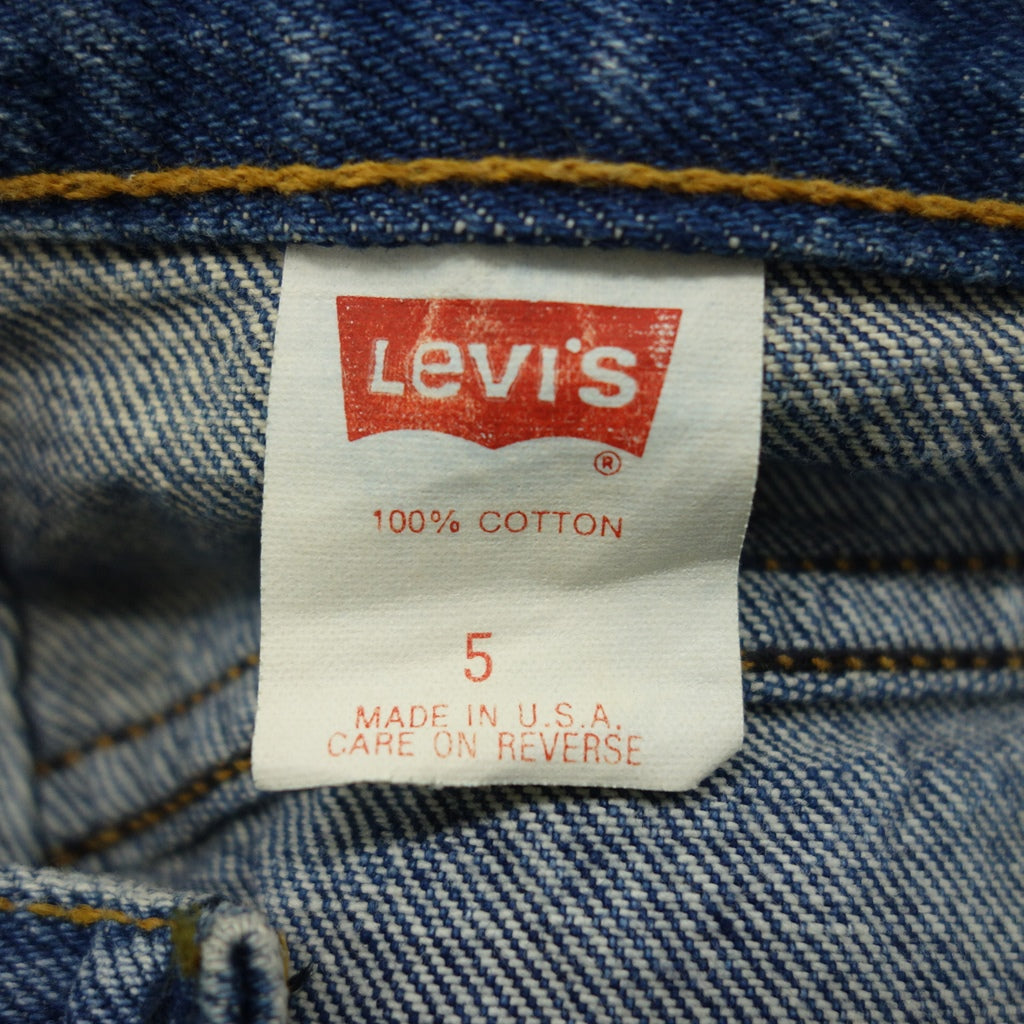 Levi's
®
100% COTTON
5
MADE IN U.S.A.
CARE ON REVERSE